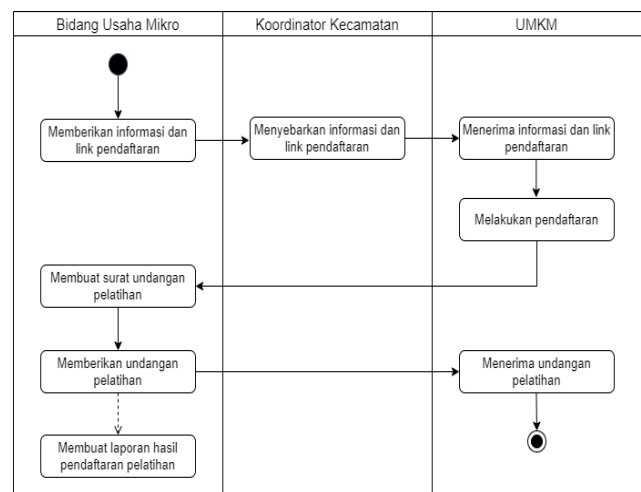 Bidang Usaha Mikro
Koordinator Kecamatan
UMKM
Memberikan informasi dan
link pendaftaran
Menyebarkan informasi dan
link pendaftaran
Menerima informasi dan link
pendaftaran
Melakukan pendaftaran
Membuat surat undangan
pelatihan
Memberikan undangan
pelatihan
Menerima undangan
pelatihan
Membuat laporan hasil
pendaftaran pelatihan